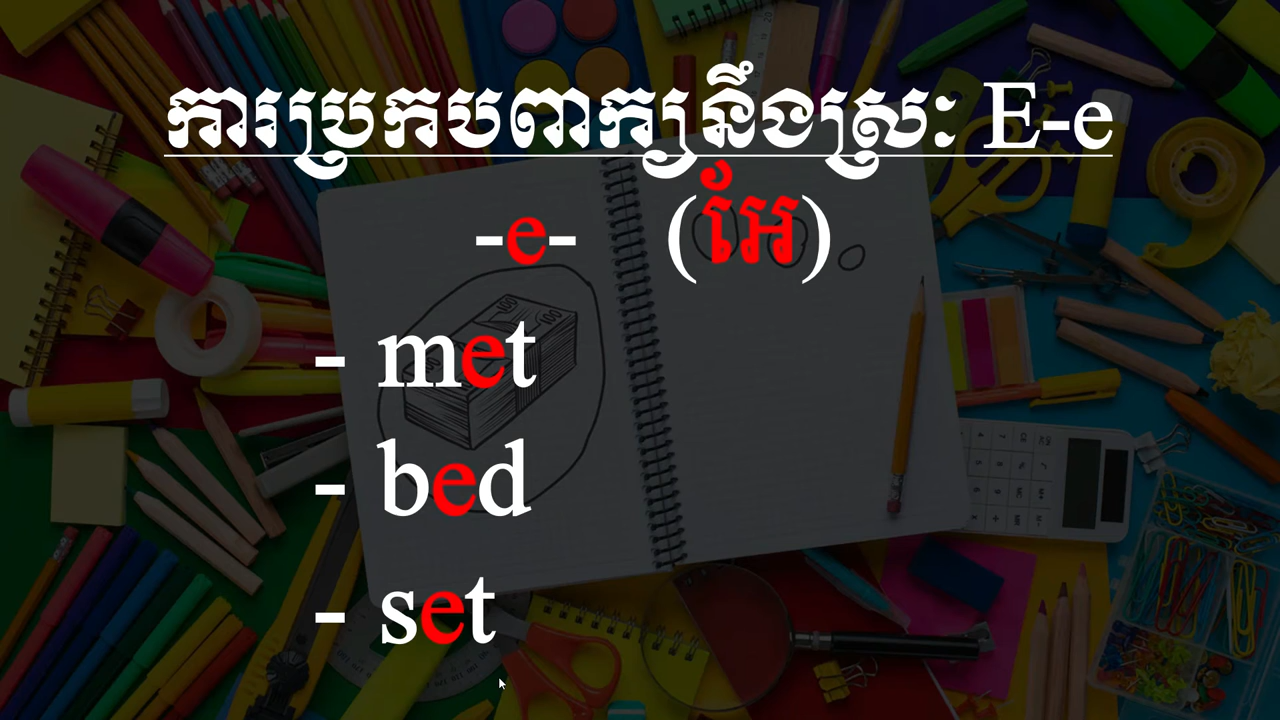 ការប្រកបពាក្យនឹងស្រៈ E-e
-e- (អែ)
- met
- bed
- set